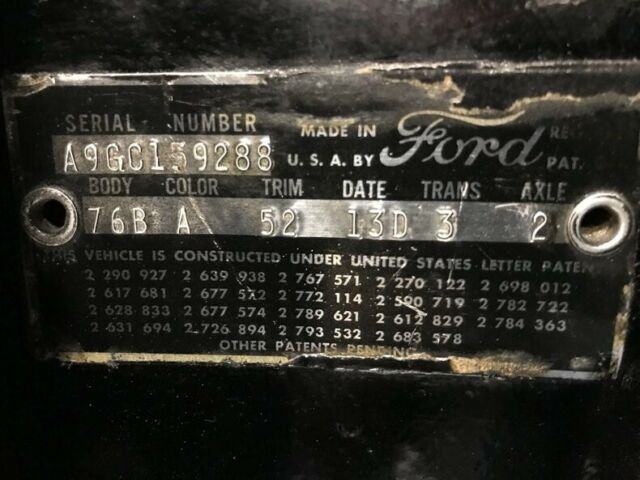 SERIAL NUMBER
A9GC159288
MADE IN
U.S.A. BY
Ford
PAT.
BODY COLOR TRIM DATE TRANS AXLE
76B A 52 13D 3 2
THIS VEHICLE IS CONSTRUCTED UNDER UNITED STATES LETTER PATEN
2 290 927 2 639 938 2 767 571 2 270 122 2 698 012
2 617 681 2 677 572 2 772 114 2 590 719 2 782 722
2 628 833 2 677 574 2 789 621 2 612 829 2 784 363
2 631 694 2 726 894 2 793 532 2 683 578
OTHER PATENTS PENDING